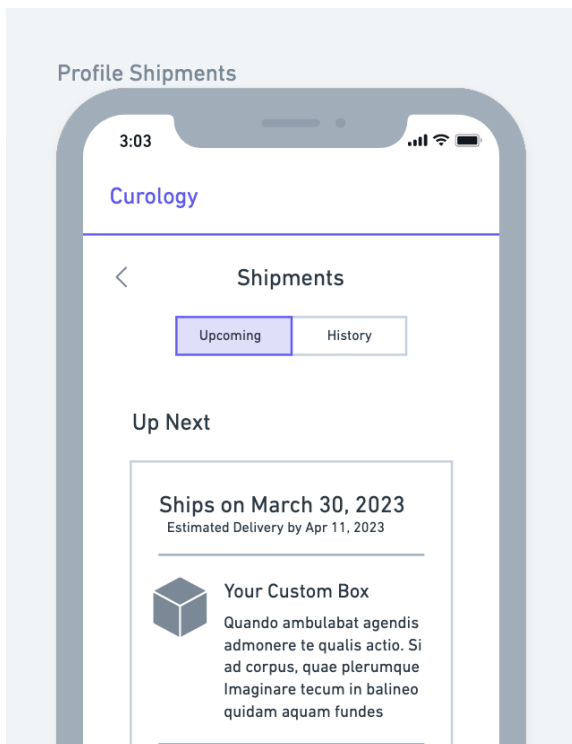 Profile Shipments
3:03
Curology
Shipments
Upcoming
History
Up Next
Ships on March 30, 2023
Estimated Delivery by Apr 11, 2023
Your Custom Box
Quando ambulabat agendis
admonere te qualis actio. Si
ad corpus, quae plerumque
Imaginare tecum in balineo
quidam aquam fundes